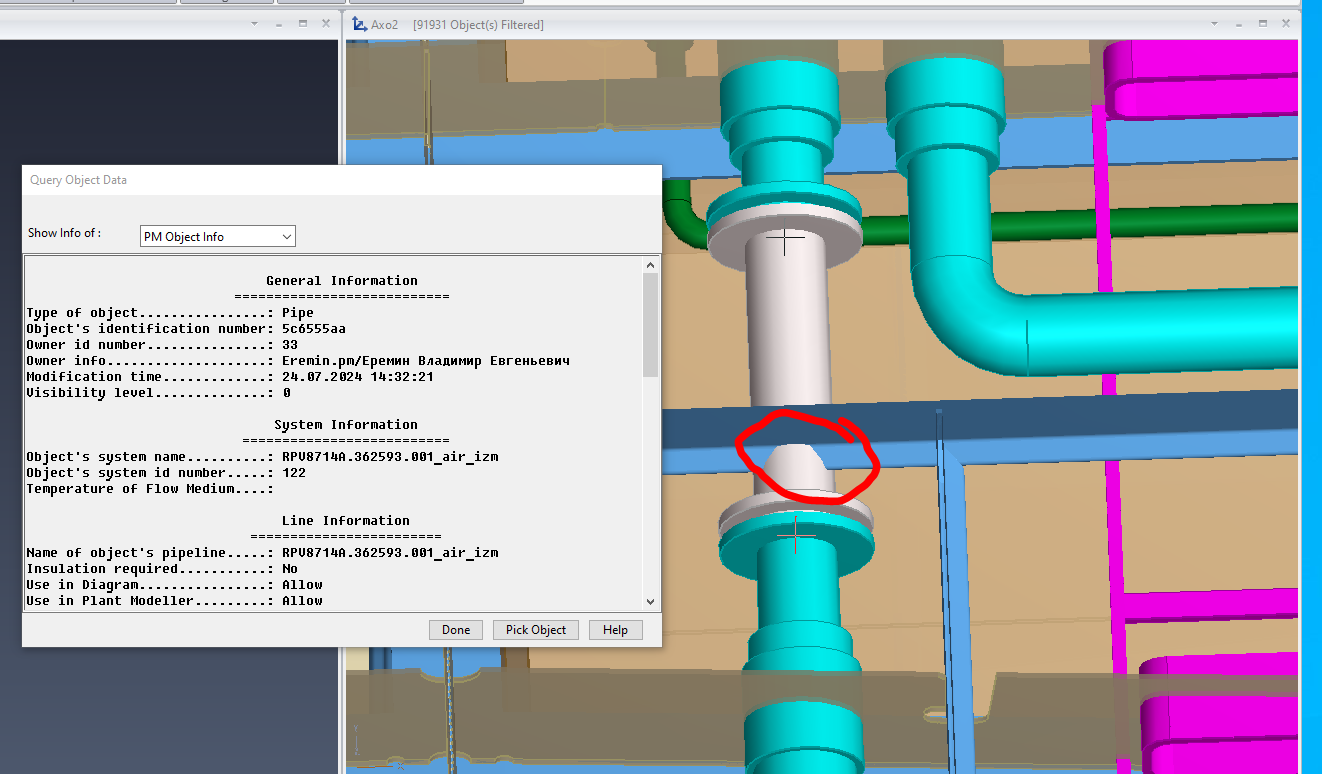 Axo2 [91931 Object(s) Filtered]
Query Object Data
Show Info of :
PM Object Info
General Information
===========================
Type of object................: Pipe
Object's identification number: 5c6555aa
Owner id number...............: 33
Owner info....................: Eremin.pm/Еремин Владимир Евгеньевич
Modification time.............: 24.07.2024 14:32:21
Visibility level..............: 0
System Information
==========================
Object's system name..........: RPV8714A.362593.001_air_izm
Object's system id number.....: 122
Temperature of Flow Medium....:
Line Information
========================
Name of object's pipeline.....: RPV8714A.362593.001_air_izm
Insulation required...........: No
Use in Diagram................: Allow
Use in Plant Modeller.........: Allow
Done
Pick Object
Help